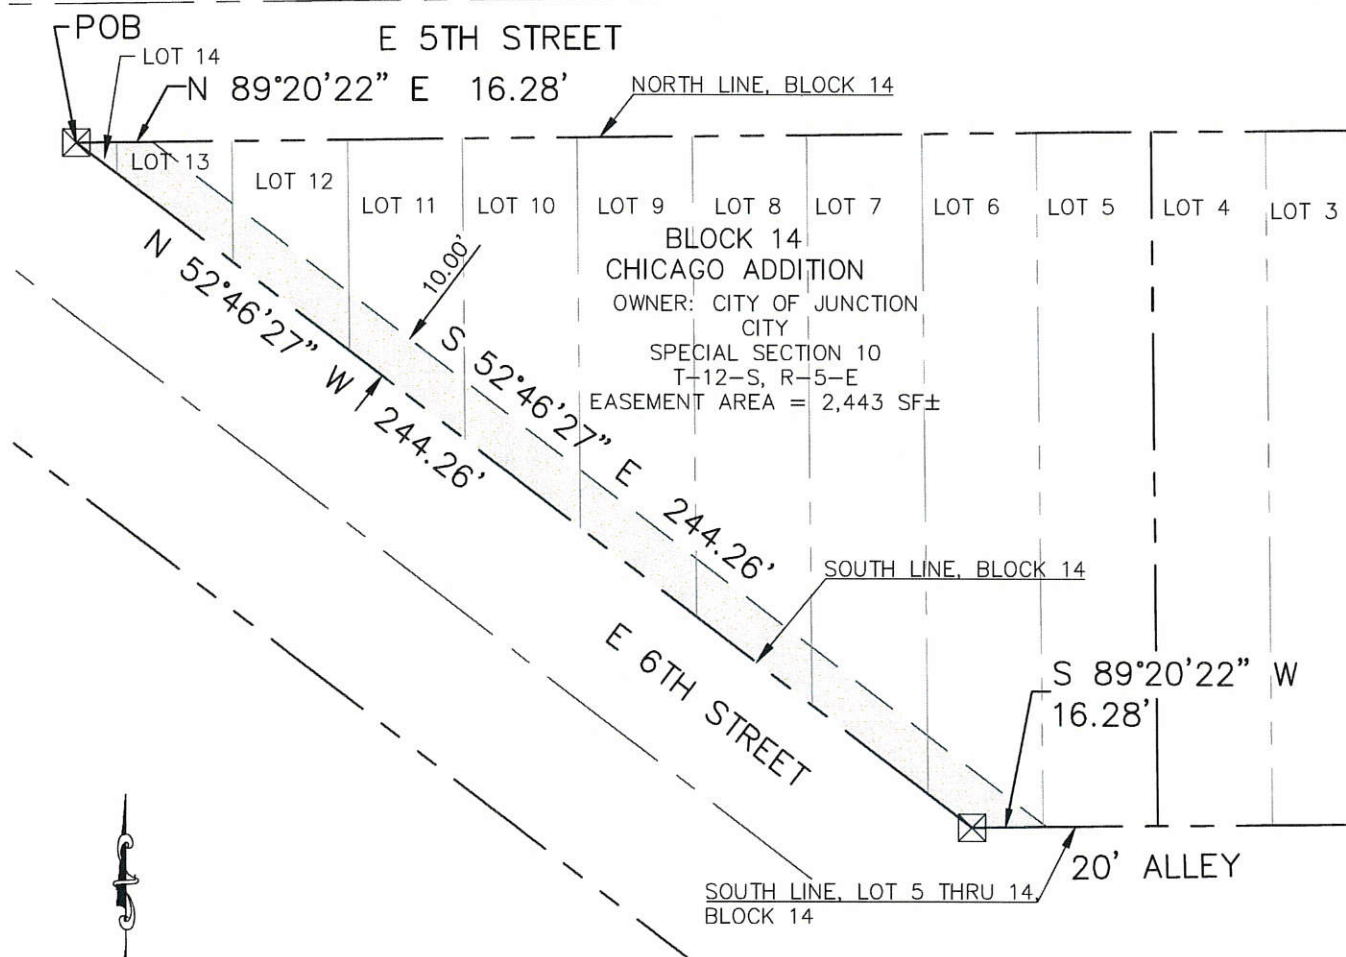 POB
E 5TH STREET
LOT 14
N 89°20'22" E 16.28'
NORTH LINE, BLOCK 14
LOT 13
LOT 12
LOT 11
LOT 10
LOT 9
LOT 8
LOT 7
LOT 6
LOT 5
LOT 4
LOT 3
BLOCK 14
CHICAGO ADDITION
OWNER: CITY OF JUNCTION
CITY
SPECIAL SECTION 10
T-12-S, R-5-E
EASEMENT AREA = 2,443 SF±
10.00'
N 52°46'27" W 244.26'
S 52°46'27" E 244.26'
SOUTH LINE, BLOCK 14
E 6TH STREET
S 89°20'22" W
16.28'
20' ALLEY
SOUTH LINE, LOT 5 THRU 14,
BLOCK 14